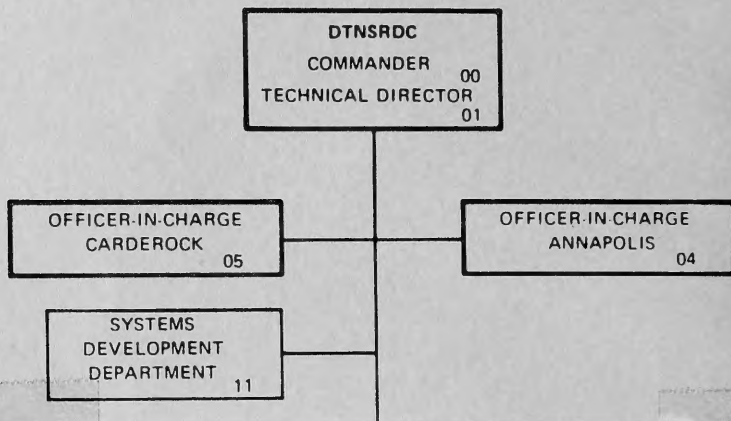 DTNSRDC
COMMANDER 00
TECHNICAL DIRECTOR 01
OFFICER-IN-CHARGE
CARDEROCK 05
OFFICER-IN-CHARGE
ANNAPOLIS 04
SYSTEMS
DEVELOPMENT
DEPARTMENT 11